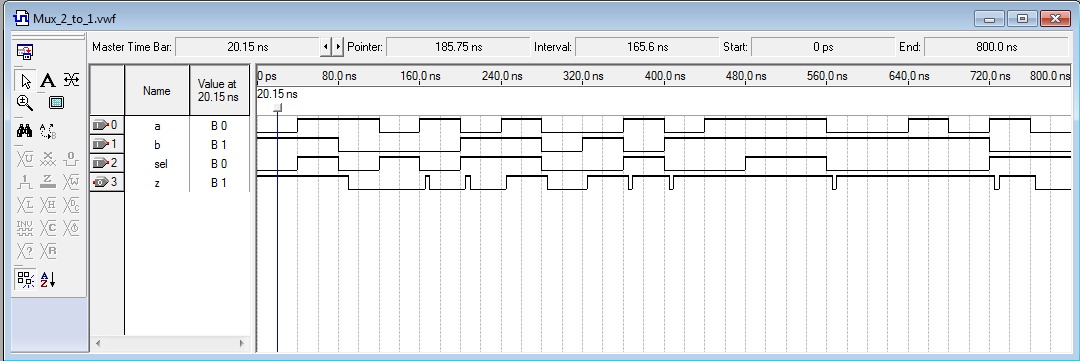 Mux_2_to_1.vwf
Master Time Bar: 20.15 ns Pointer: 185.75 ns Interval: 165.6 ns Start: 0 ps End: 800.0 ns
Name Value at 20.15 ns
0 ps 80.0 ns 160.0 ns 240.0 ns 320.0 ns 400.0 ns 480.0 ns 560.0 ns 640.0 ns 720.0 ns 800.0 ns
20.15 ns
0 a B 0
1 b B 1
2 sel B 0
3 z B 1